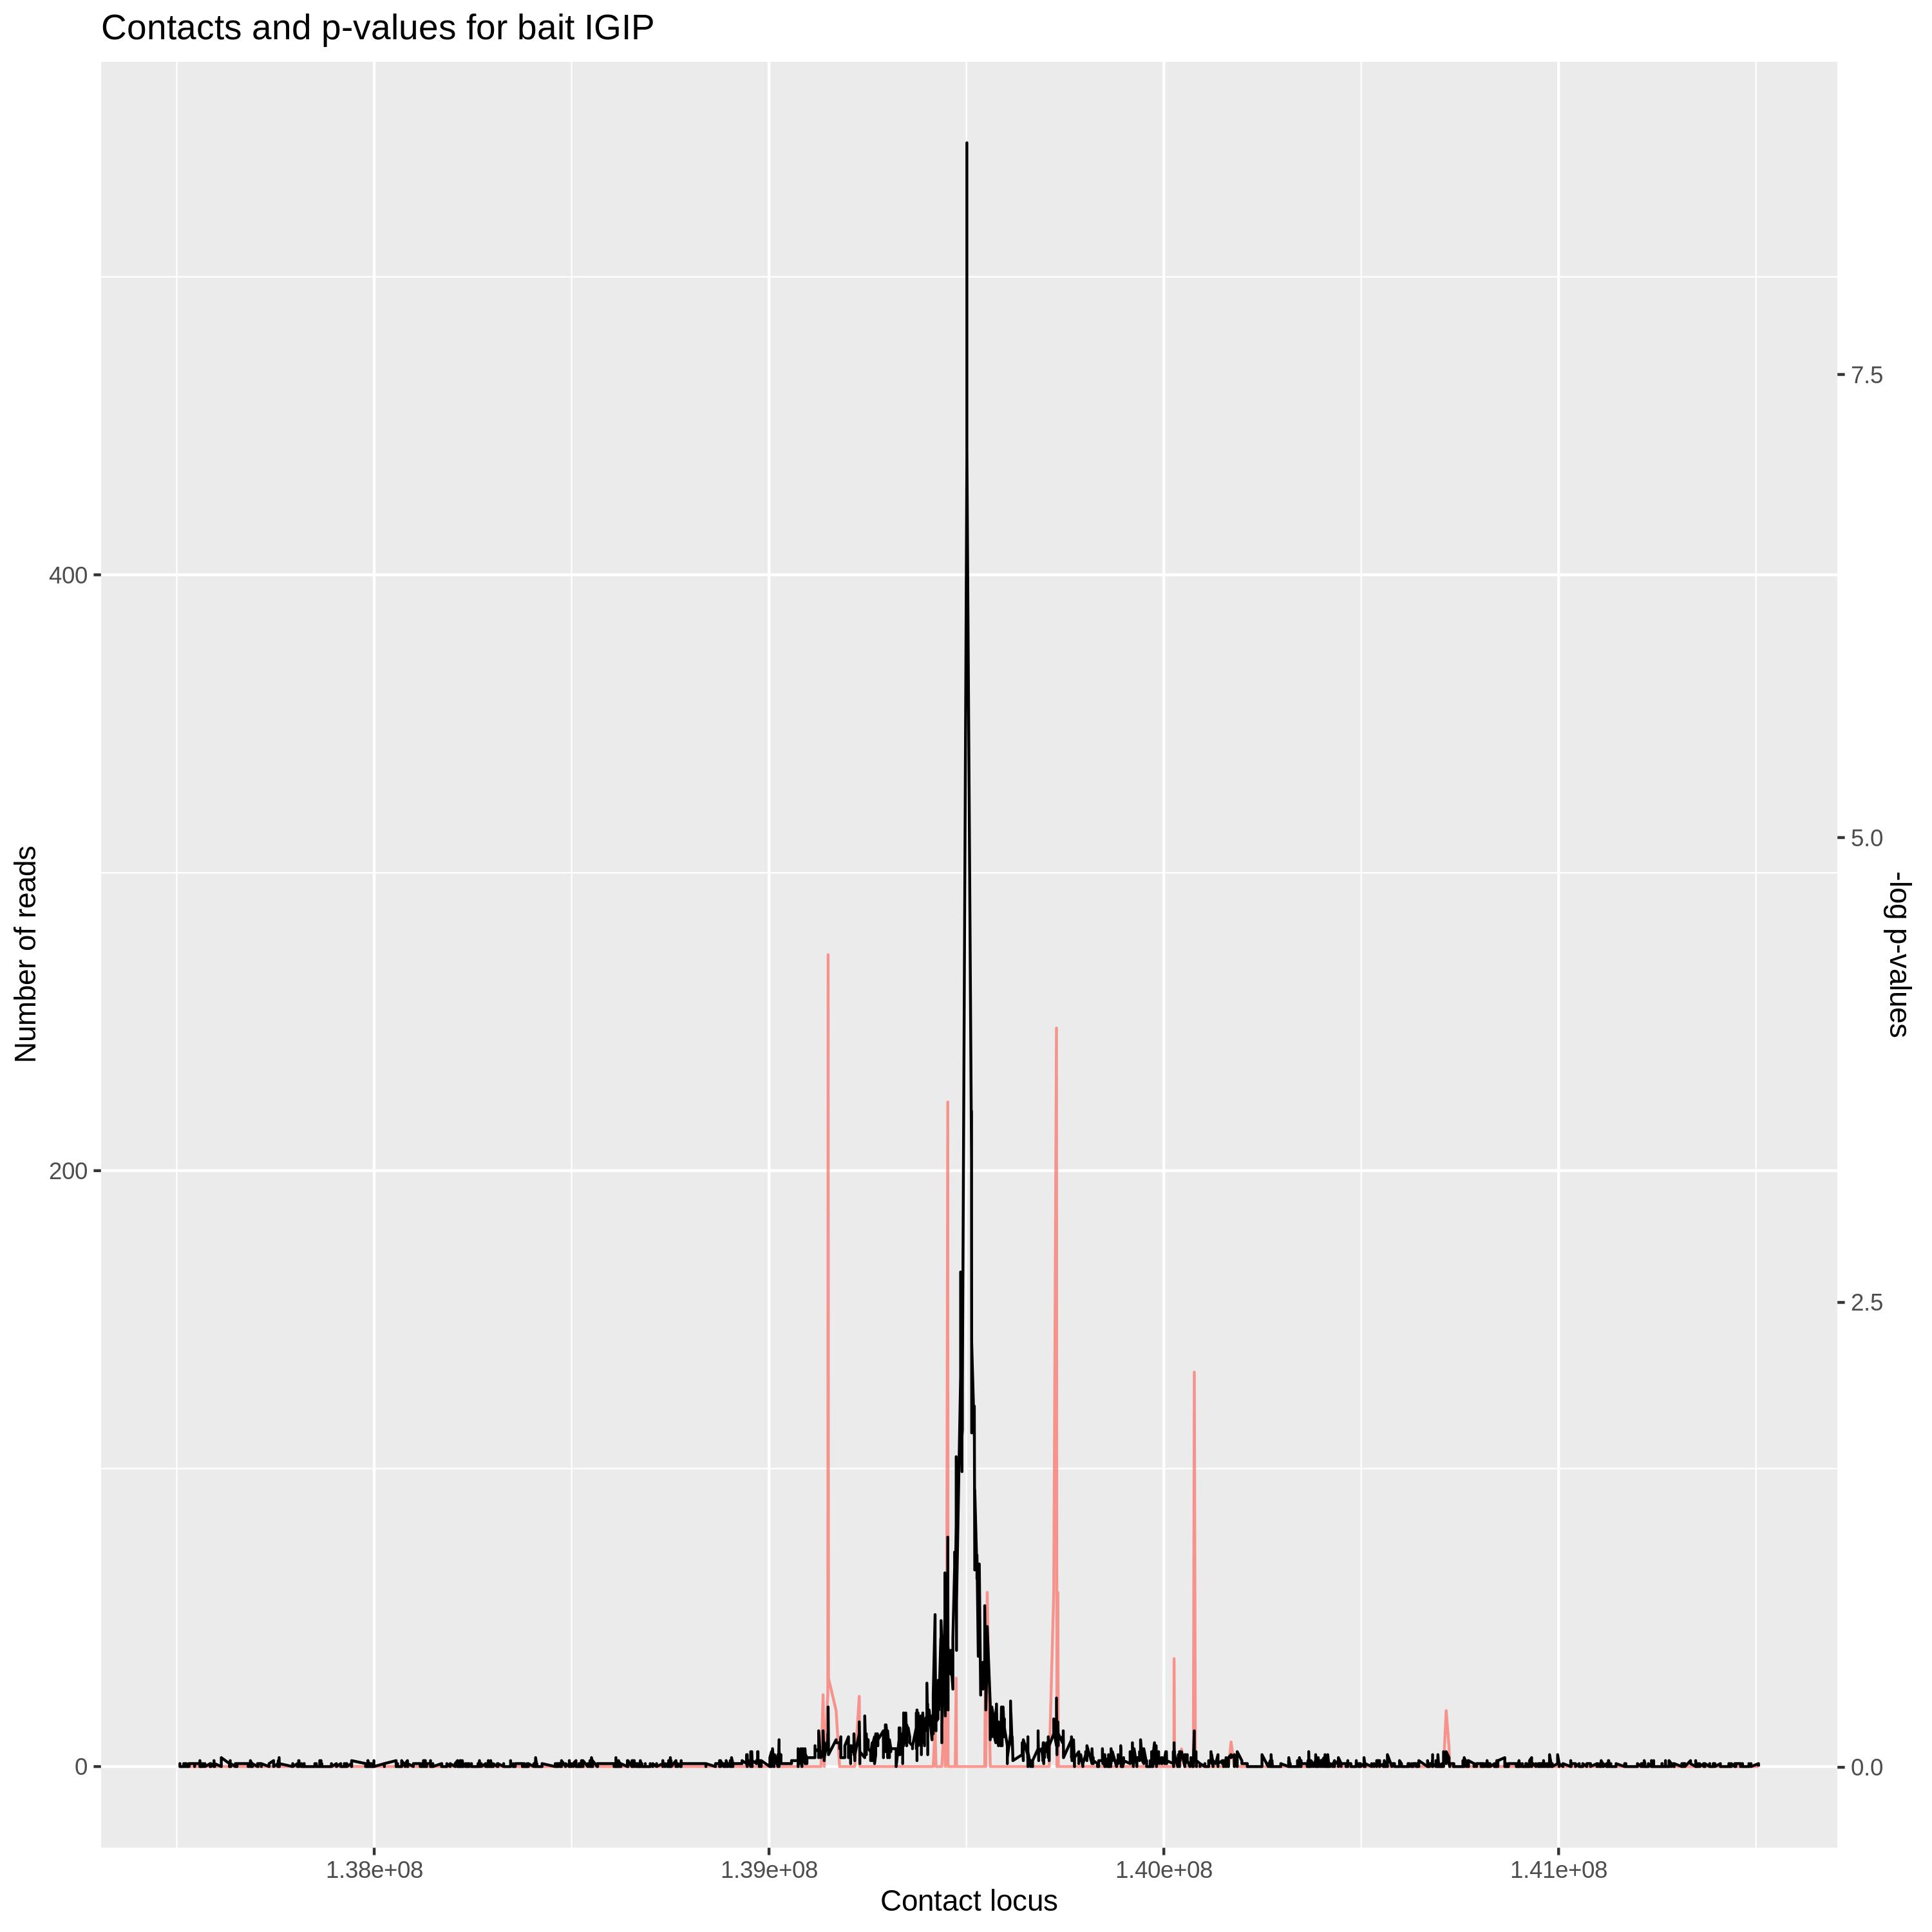 Contacts and p-values for bait IGIP
400
200
0
Number of reads
7.5
5.0
2.5
0.0
-log p-values
1.38e+08
1.39e+08
1.40e+08
1.41e+08
Contact locus